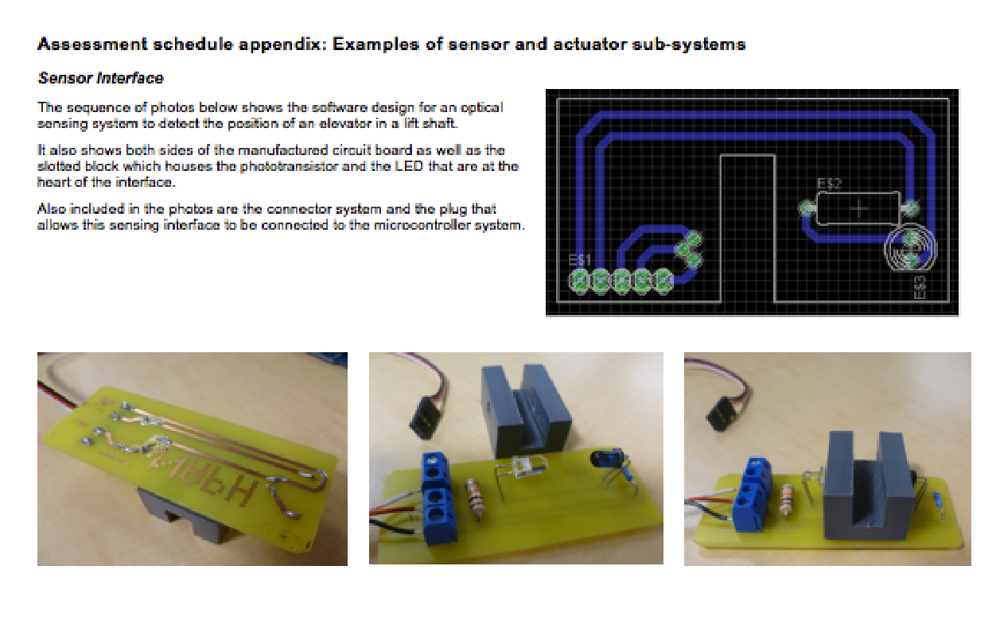 Assessment schedule appendix: Examples of sensor and actuator sub-systems
Sensor Interface
The sequence of photos below shows the software design for an optical
sensing system to detect the position of an elevator in a lift shaft.
It also shows both sides of the manufactured circuit board as well as the
slotted block which houses the phototransistor and the LED that are at the
heart of the interface.
Also included in the photos are the connector system and the plug that
allows this sensing interface to be connected to the microcontroller system.
E$2
E$1
E$3